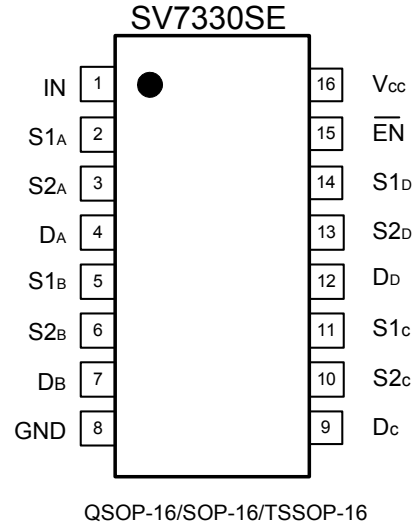 SV7330SE
IN 1 16 Vcc
S1A 2 15 E̅N̅
S2A 3 14 S1D
DA 4 13 S2D
S1B 5 12 DD
S2B 6 11 S1C
DB 7 10 S2C
GND 8 9 DC
QSOP-16/SOP-16/TSSOP-16